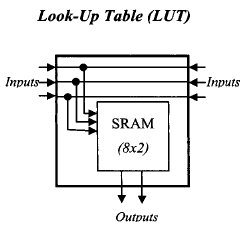 Look-Up Table (LUT)
Inputs
Inputs
SRAM
(8x2)
Outputs